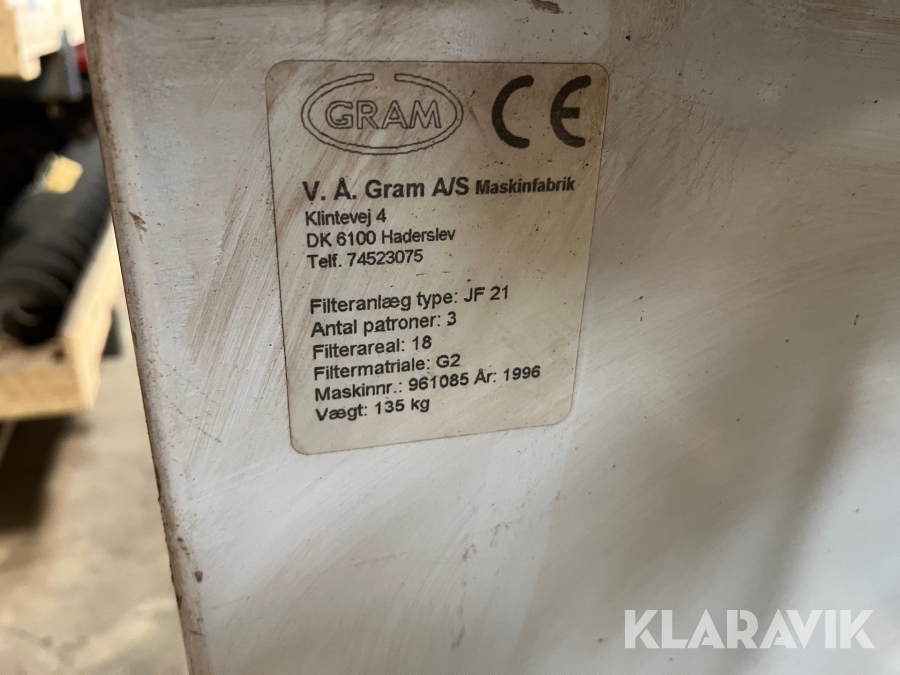 GRAM CE
V. Å. Gram A/S Maskinfabrik
Klintevej 4
DK 6100 Haderslev
Telf. 74523075
Filteranlæg type: JF 21
Antal patroner: 3
Filterareal: 18
Filtermatriale: G2
Maskinnr.: 961085 År: 1996
Vægt: 135 kg
KLARAVIK